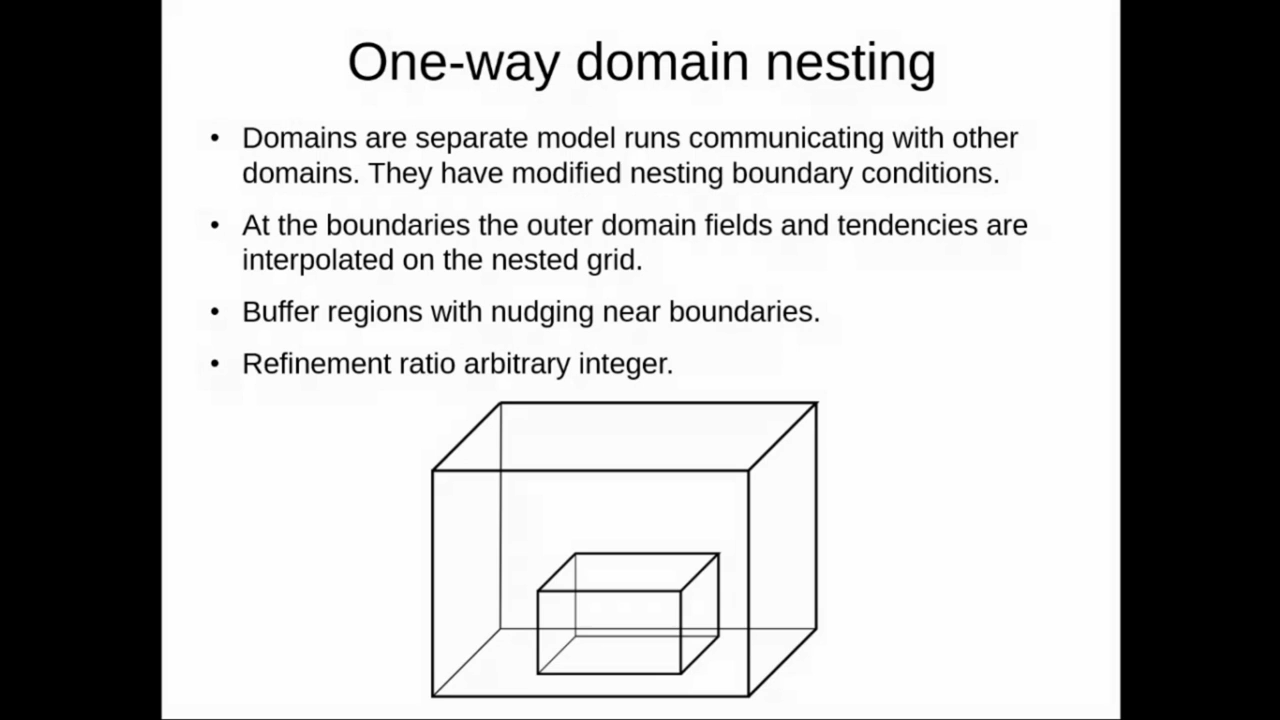 One-way domain nesting
• Domains are separate model runs communicating with other
domains. They have modified nesting boundary conditions.
• At the boundaries the outer domain fields and tendencies are
interpolated on the nested grid.
• Buffer regions with nudging near boundaries.
• Refinement ratio arbitrary integer.